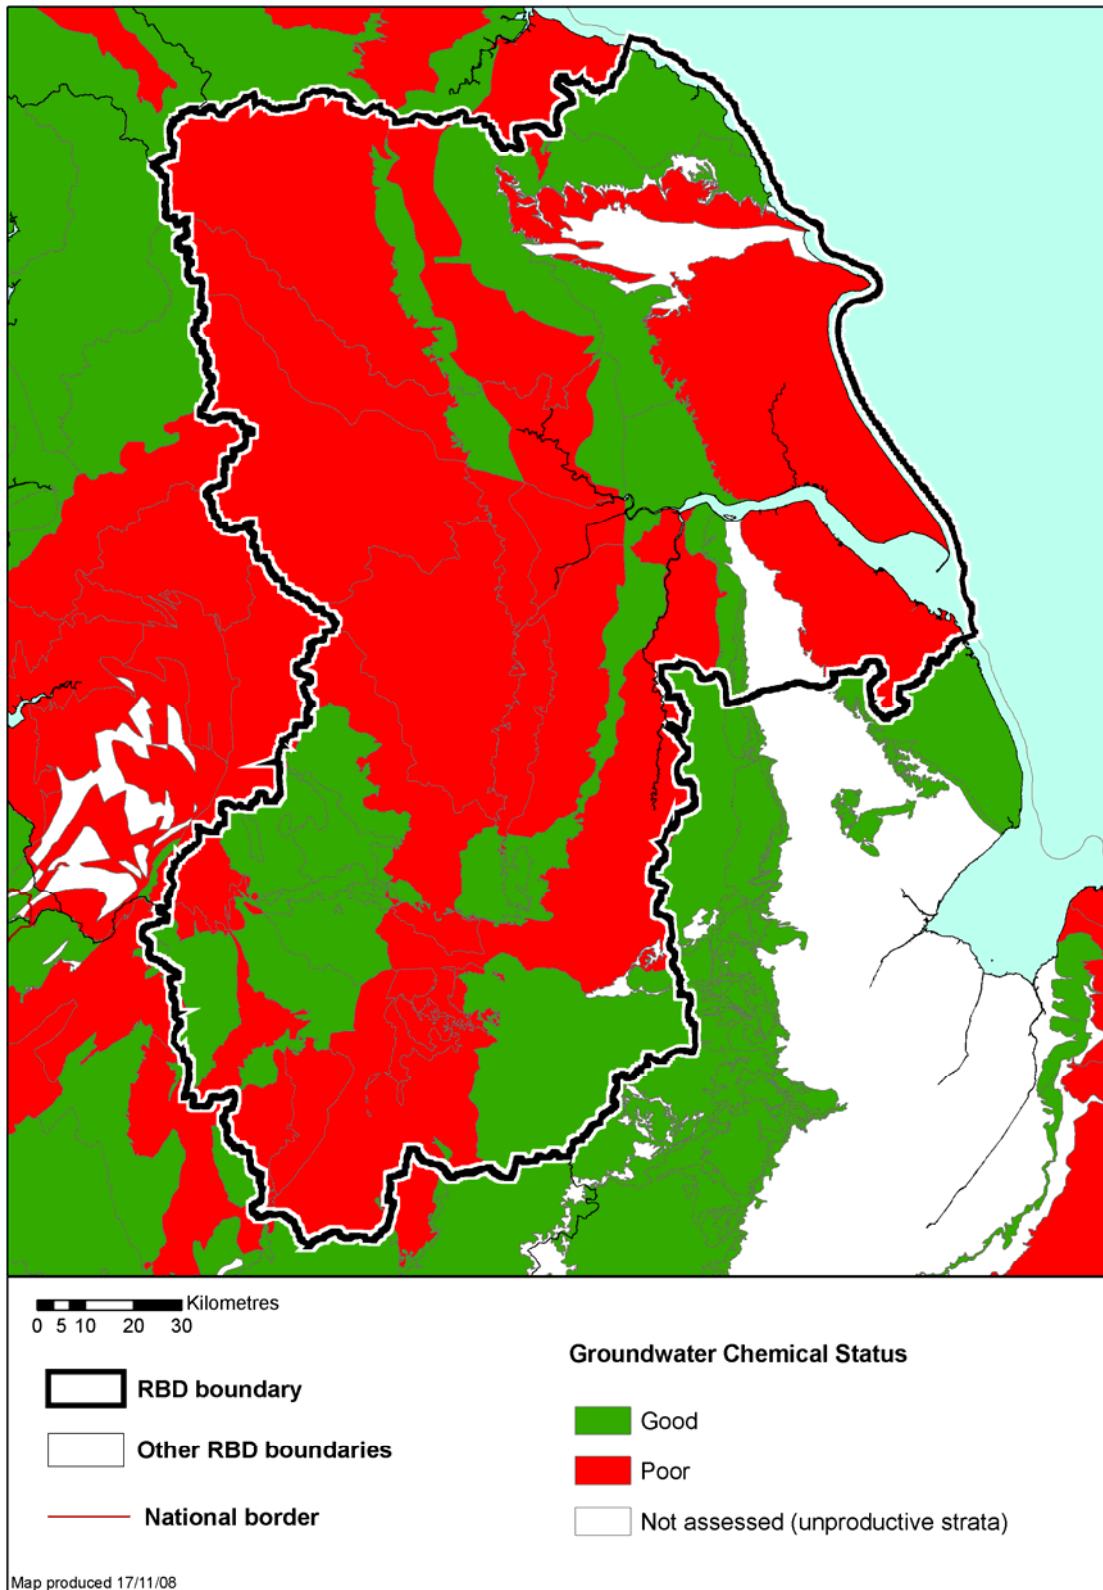 Kilometres
0 5 10 20 30
RBD boundary
Other RBD boundaries
National border
Groundwater Chemical Status
Good
Poor
Not assessed (unproductive strata)
Map produced 17/11/08